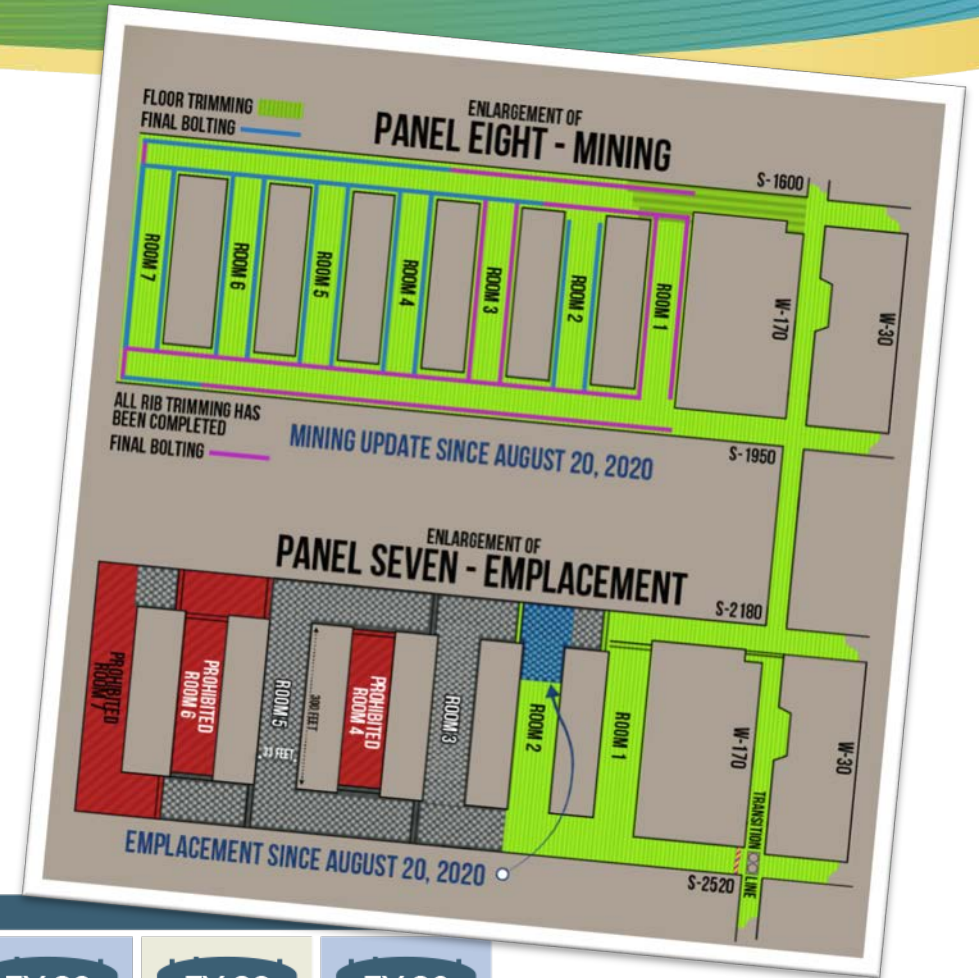 FLOOR TRIMMING
FINAL BOLTING
ENLARGEMENT OF
PANEL EIGHT - MINING
S-1600
ROOM 7
ROOM 6
ROOM 5
ROOM 4
ROOM 3
ROOM 2
ROOM 1
W-170
W-30
ALL RIB TRIMMING HAS
BEEN COMPLETED
FINAL BOLTING
MINING UPDATE SINCE AUGUST 20, 2020
S-1950
ENLARGEMENT OF
PANEL SEVEN - EMPLACEMENT
S-2180
PROHIBITED
ROOM 7
PROHIBITED
ROOM 6
ROOM 5
31 FEET
300 FEET
PROHIBITED
ROOM 4
ROOM 3
ROOM 2
ROOM 1
W-170
W-30
TRANSITION LINE
EMPLACEMENT SINCE AUGUST 20, 2020
S-2520